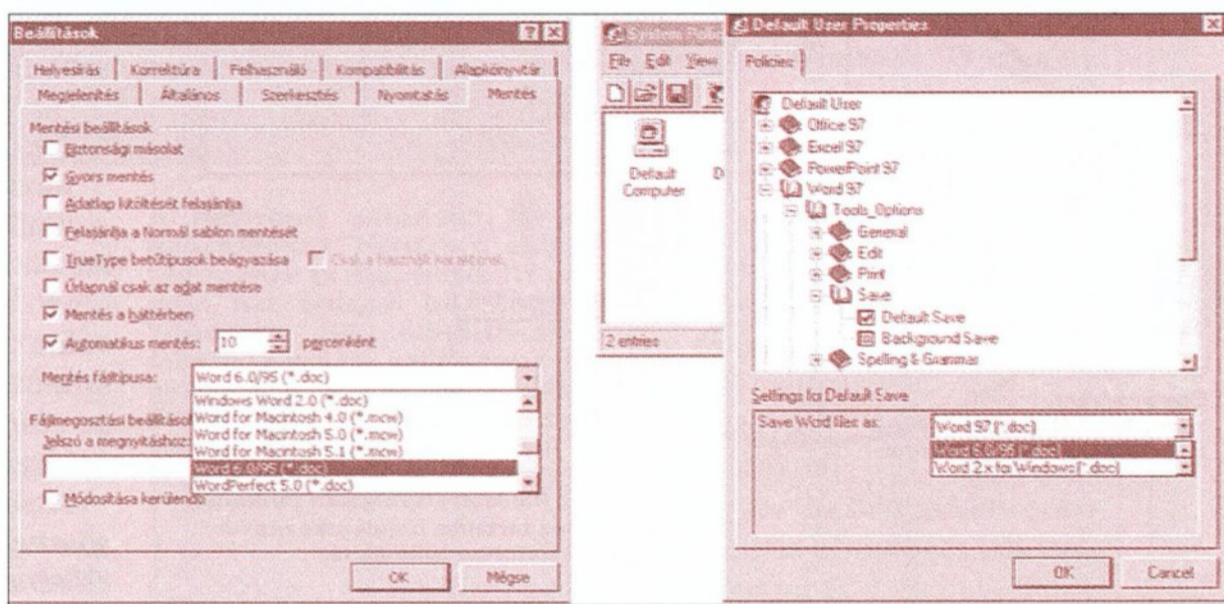 Beállítások
Helyesírás Korrektúra Felhasználó Kompatibilitás Alapkönyvtár
Megjelenítés Általános Szerkesztés Nyomtatás Mentés
Mentési beállítások
Biztonsági másolat
Gyors mentés
Adatlap kitöltését felajánlja
Felajánlja a Normál sablon mentését
TrueType betűtípusok beágyazása Csak a használt karakterek
Űrlapnál csak az adat mentése
Mentés a háttérben
Automatikus mentés: 10 percenként
Mentés fájltípusa: Word 6.0/95 (*.doc)
Windows Word 2.0 (*.doc)
Word for Macintosh 4.0 (*.mcw)
Fájlmegosztási beállítások
Word for Macintosh 5.0 (*.mcw)
Jelszó a megnyitáshoz:
Word for Macintosh 5.1 (*.mcw)
Word 6.0/95 (*.doc)
WordPerfect 5.0 (*.doc)
Módosítása kerülendő
OK Mégse
System Polic
File Edit View
Default Computer
D
2 entries
Default User Properties
Policies
Default User
Office 97
Excel 97
PowerPoint 97
Word 97
Tools_Options
General
Edit
Print
Save
Default Save
Background Save
Spelling & Grammar
Settings for Default Save
Save Word files as: Word 97 (*.doc)
Word 6.0/95 (*.doc)
Word 2.x for Windows (*.doc)
OK Cancel